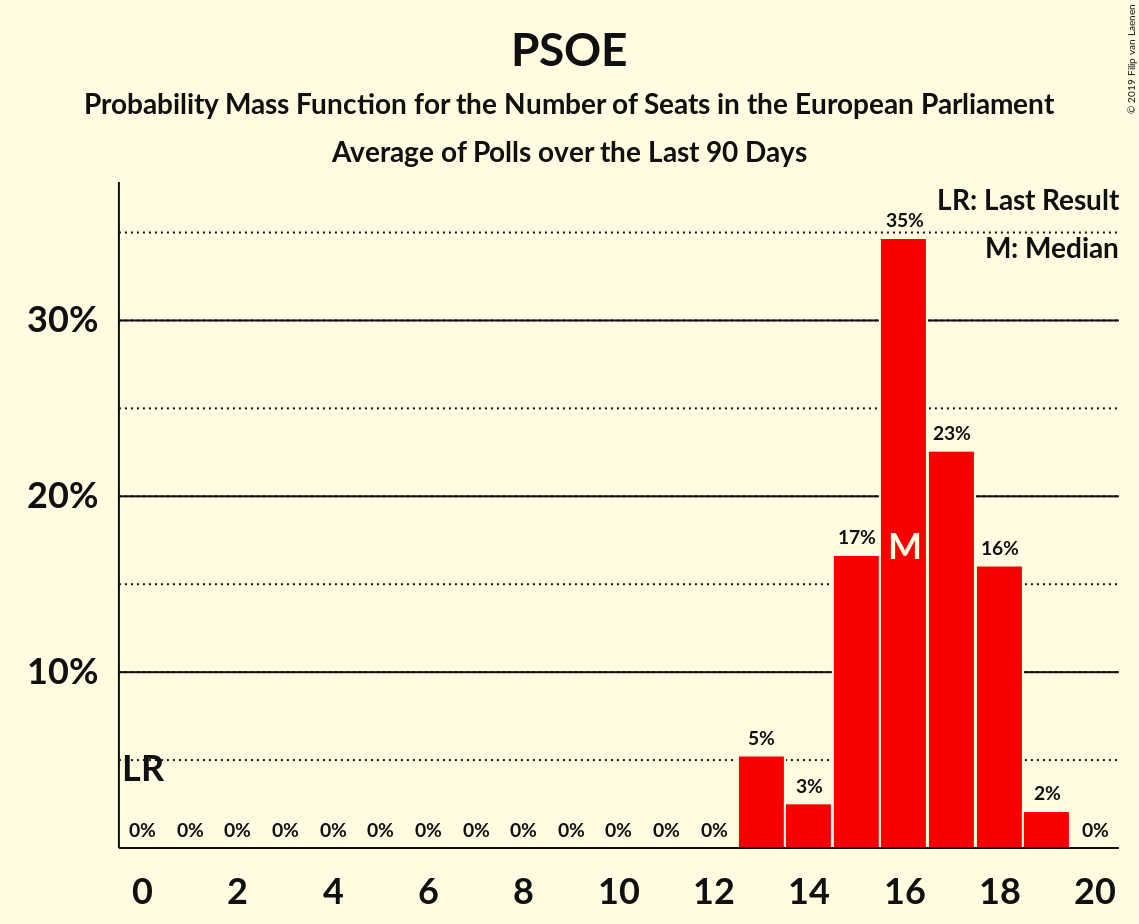 PSOE
Probability Mass Function for the Number of Seats in the European Parliament
Average of Polls over the Last 90 Days
© 2019 Filip van Laenen
LR: Last Result
M: Median
35%
30%
23%
20%
17%
M
16%
10%
5%
3%
2%
LR
0% 0% 0% 0% 0% 0% 0% 0% 0% 0% 0% 0% 0% 0%
0 2 4 6 8 10 12 14 16 18 20